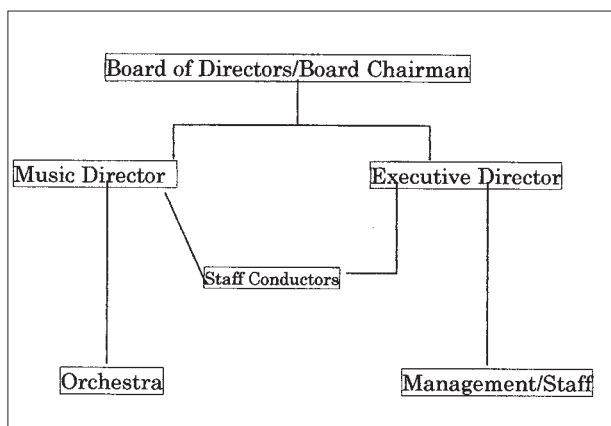 Board of Directors/Board Chairman
Music Director
Executive Director
Staff Conductors
Orchestra
Management/Staff